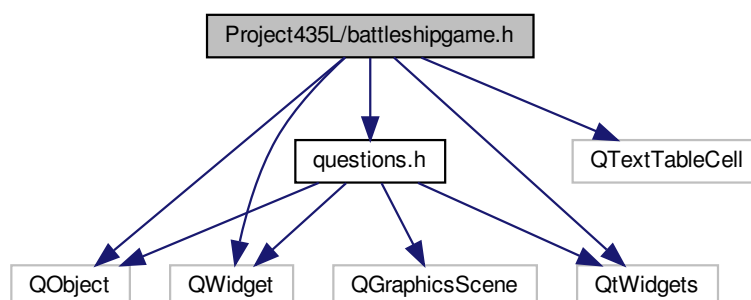 Project435L/battleshipgame.h
questions.h
QTextTableCell
QObject
QWidget
QGraphicsScene
QtWidgets